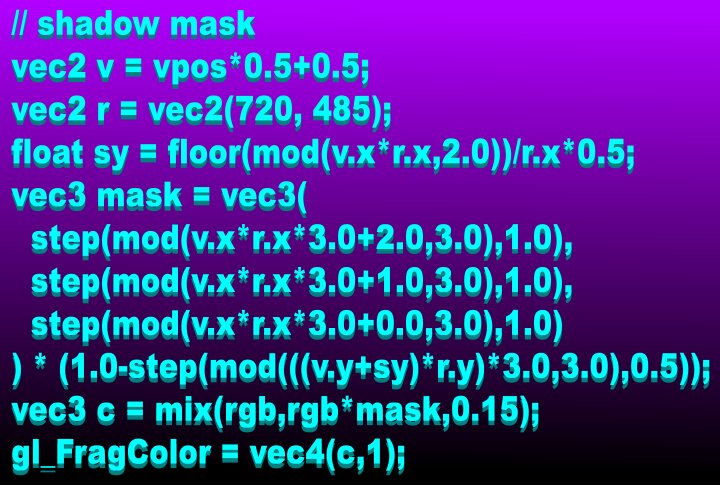 // shadow mask
vec2 v = vpos*0.5+0.5;
vec2 r = vec2(720, 485);
float sy = floor(mod(v.x*r.x,2.0))/r.x*0.5;
vec3 mask = vec3(
  step(mod(v.x*r.x*3.0+2.0,3.0),1.0),
  step(mod(v.x*r.x*3.0+1.0,3.0),1.0),
  step(mod(v.x*r.x*3.0+0.0,3.0),1.0)
) * (1.0-step(mod(((v.y+sy)*r.y)*3.0,3.0),0.5));
vec3 c = mix(rgb,rgb*mask,0.15);
gl_FragColor = vec4(c,1);